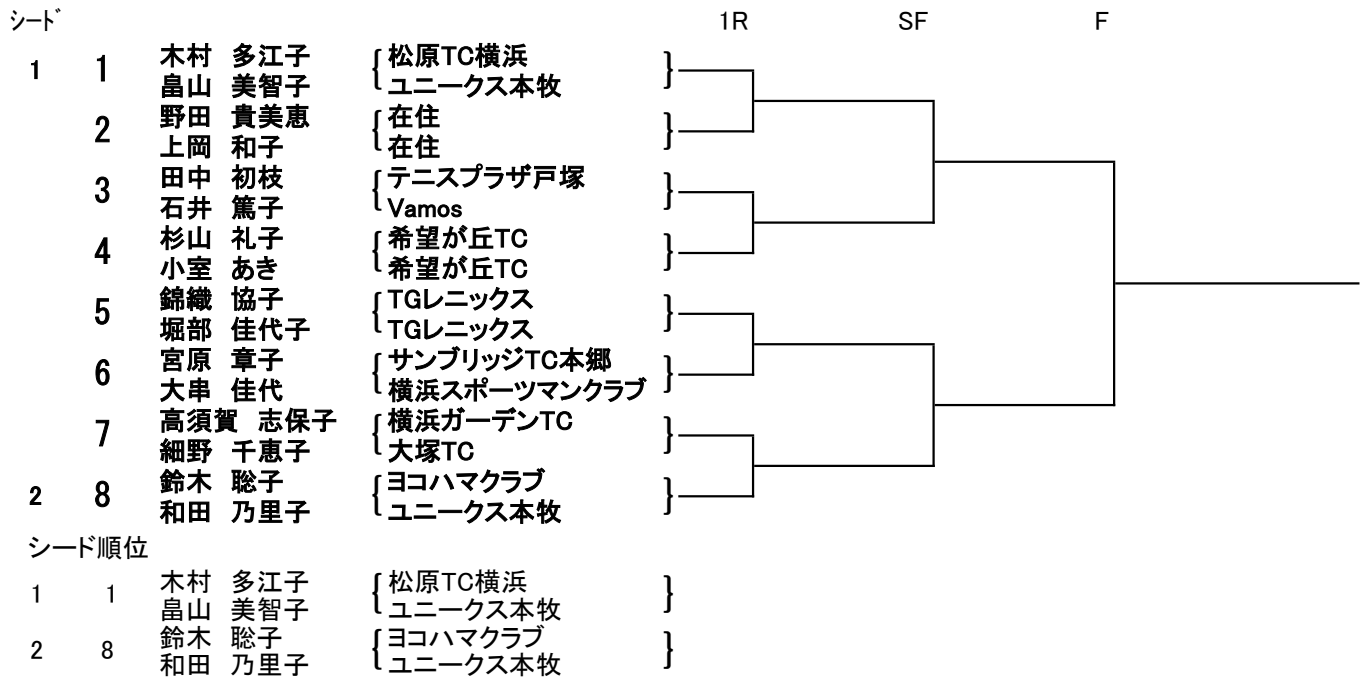 シード 1R SF F
1 1 木村 多江子 松原TC横浜
畠山 美智子 ユニークス本牧
2 野田 貴美恵 在住
上岡 和子 在住
3 田中 初枝 テニスプラザ戸塚
石井 篤子 Vamos
4 杉山 礼子 希望が丘TC
小室 あき 希望が丘TC
5 錦織 協子 TGレニックス
堀部 佳代子 TGレニックス
6 宮原 章子 サンブリッジTC本郷
大串 佳代 横浜スポーツマンクラブ
7 高須賀 志保子 横浜ガーデンTC
細野 千恵子 大塚TC
2 8 鈴木 聡子 ヨコハマクラブ
和田 乃里子 ユニークス本牧
シード順位
1 1 木村 多江子 松原TC横浜
畠山 美智子 ユニークス本牧
2 8 鈴木 聡子 ヨコハマクラブ
和田 乃里子 ユニークス本牧